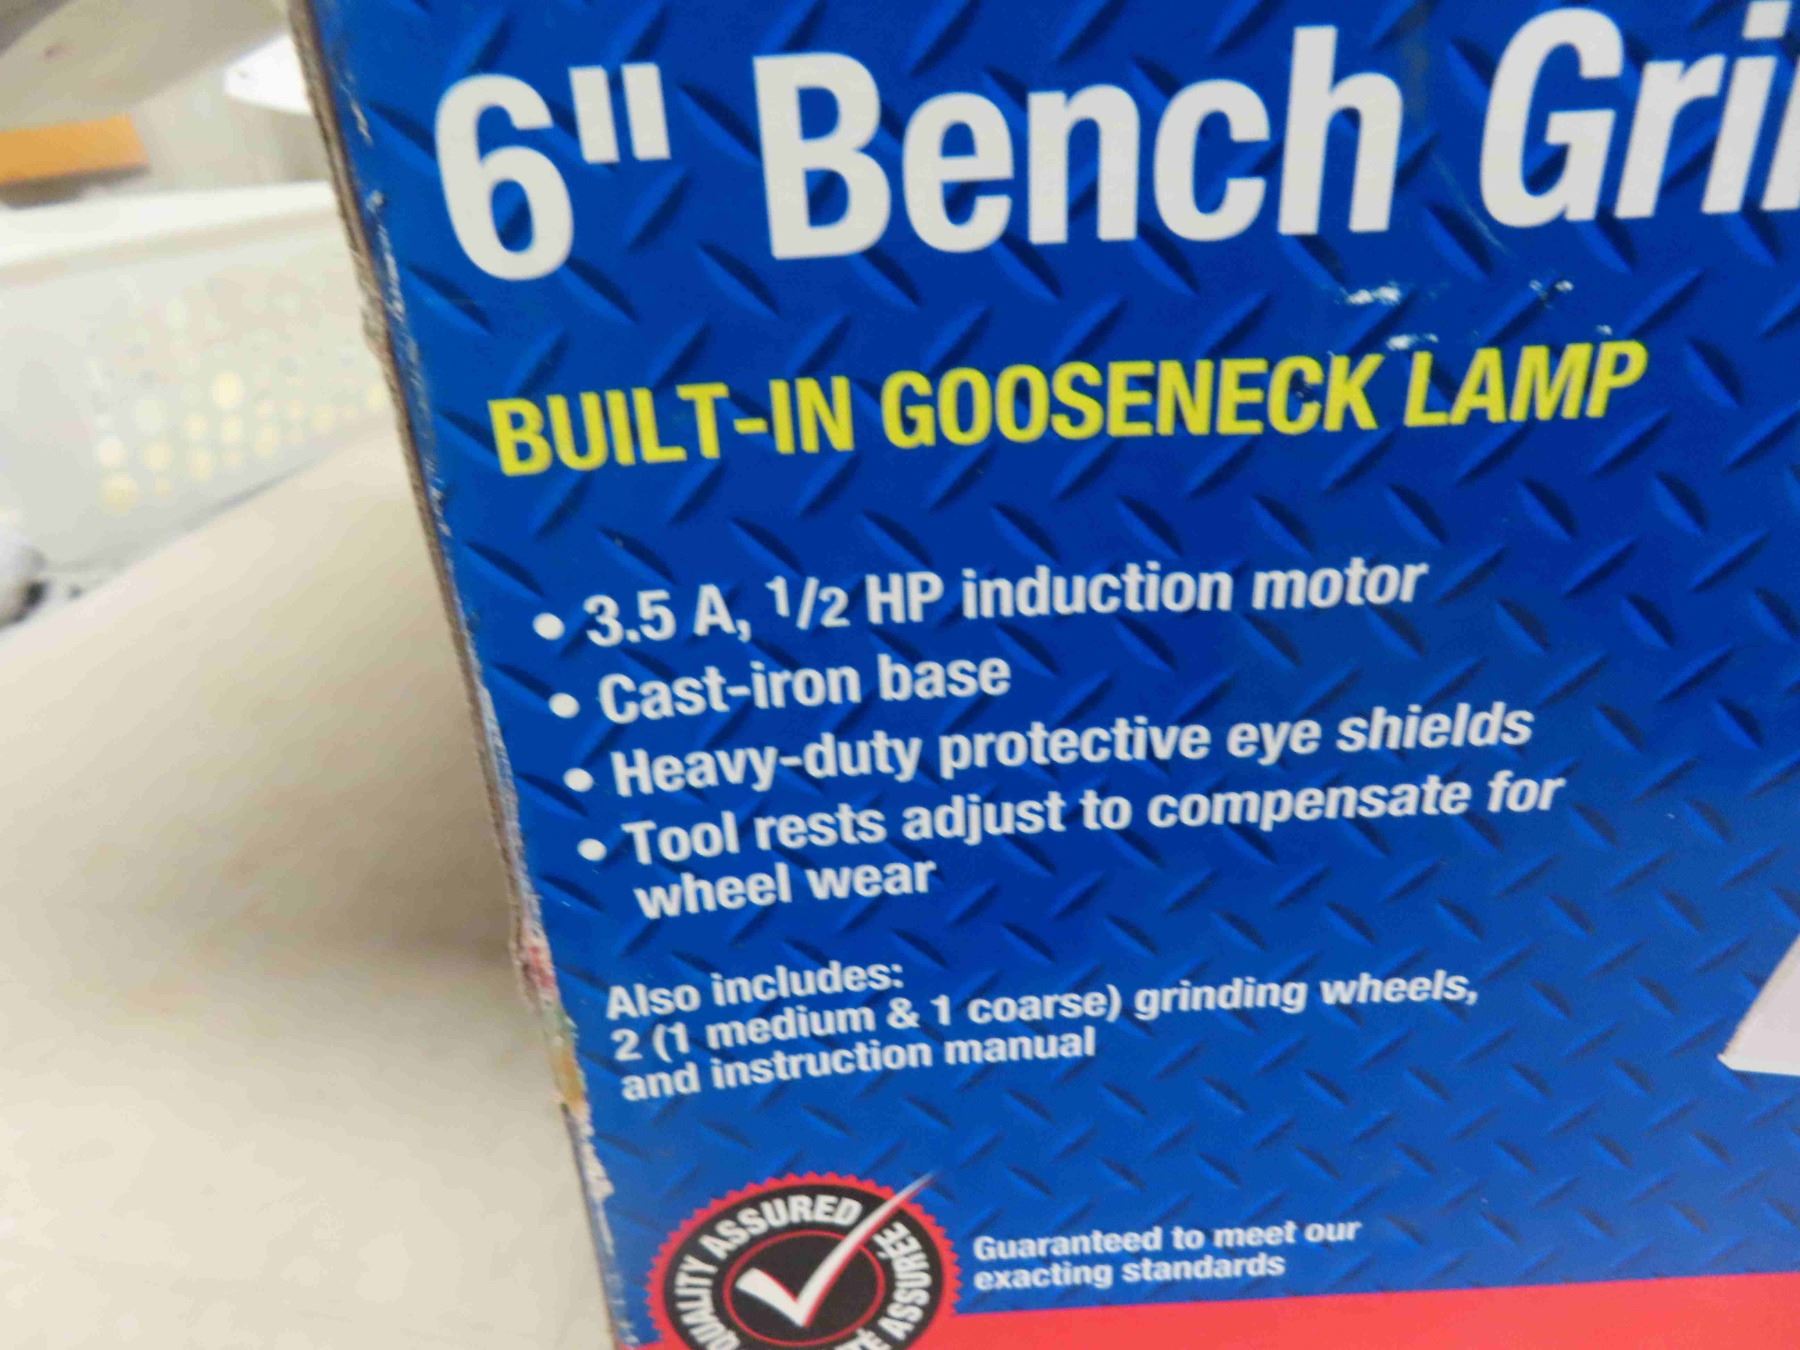 6" Bench Gri
BUILT-IN GOOSENECK LAMP
• 3.5 A, 1/2 HP induction motor
• Cast-iron base
• Heavy-duty protective eye shields
• Tool rests adjust to compensate for
wheel wear
Also includes:
2 (1 medium & 1 coarse) grinding wheels,
and instruction manual
QUALITY ASSURED
ASSURÉE
Guaranteed to meet our
exacting standards